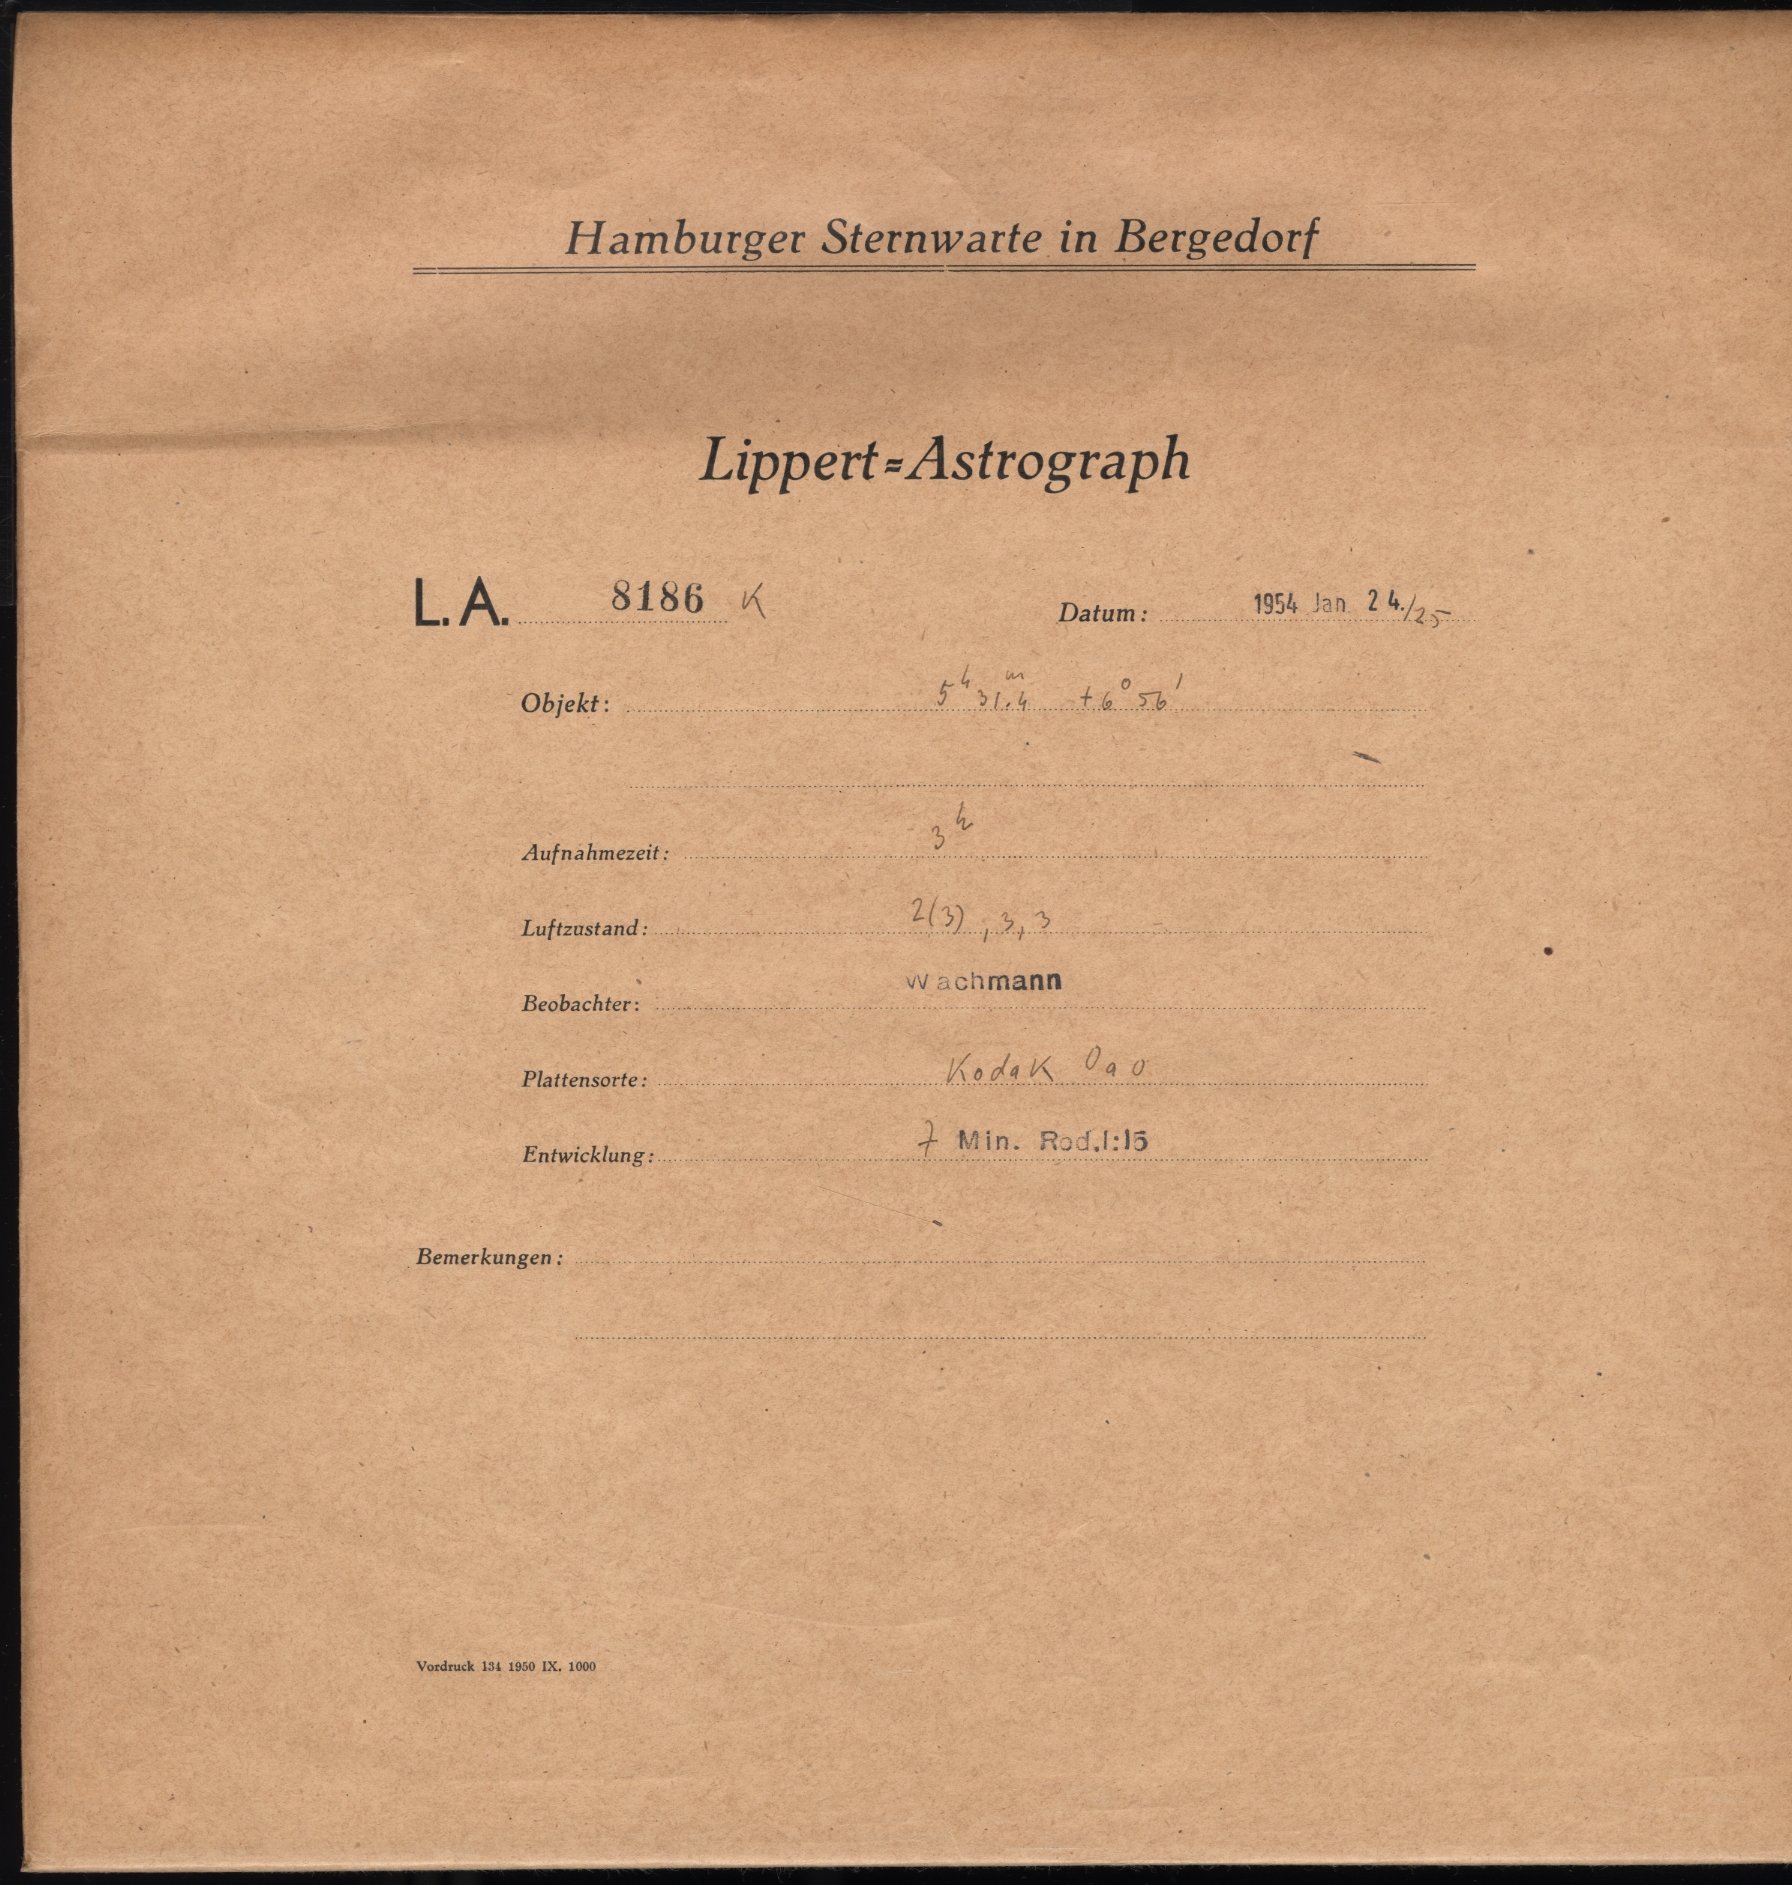 Hamburger Sternwarte in Bergedorf
Lippert=Astrograph
L. A. 8186 K Datum: 1954 Jan 24./25
Objekt: 5ʰ 31.4ᵐ +6° 56'
Aufnahmezeit: 3ʰ
Luftzustand: 2(3), 3, 3
Beobachter: Wachmann
Plattensorte: Kodak 0a0
Entwicklung: 7 Min. Rod.1:15
Bemerkungen:
Vordruck 134 1950 IX. 1000